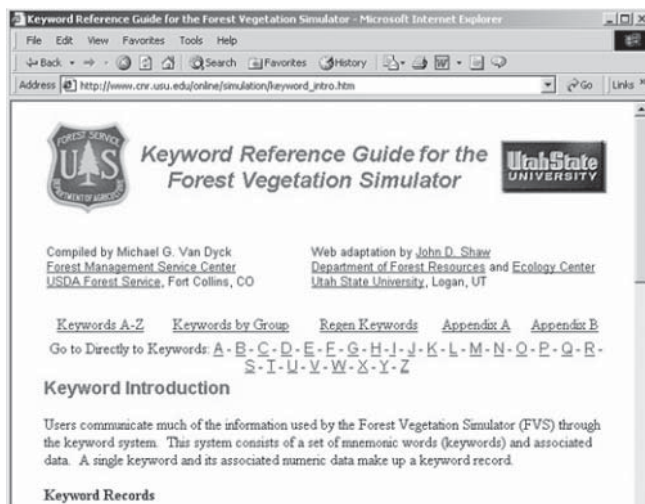 Keyword Reference Guide for the Forest Vegetation Simulator - Microsoft Internet Explorer
File Edit View Favorites Tools Help
Back Search Favorites History
Address http://www.cnr.usu.edu/online/simulation/keyword_intro.htm Go Links
FOREST SERVICE
U S
DEPARTMENT OF AGRICULTURE
Keyword Reference Guide for the
Forest Vegetation Simulator
UtahState
UNIVERSITY
Compiled by Michael G. Van Dyck
Forest Management Service Center
USDA Forest Service, Fort Collins, CO
Web adaptation by John D. Shaw
Department of Forest Resources and Ecology Center
Utah State University, Logan, UT
Keywords A-Z Keywords by Group Regen Keywords Appendix A Appendix B
Go to Directly to Keywords: A - B - C - D - E - F - G - H - I - J - K - L - M - N - O - P - Q - R -
S - T - U - V - W - X - Y - Z
Keyword Introduction
Users communicate much of the information used by the Forest Vegetation Simulator (FVS) through
the keyword system. This system consists of a set of mnemonic words (keywords) and associated
data. A single keyword and its associated numeric data make up a keyword record.
Keyword Records